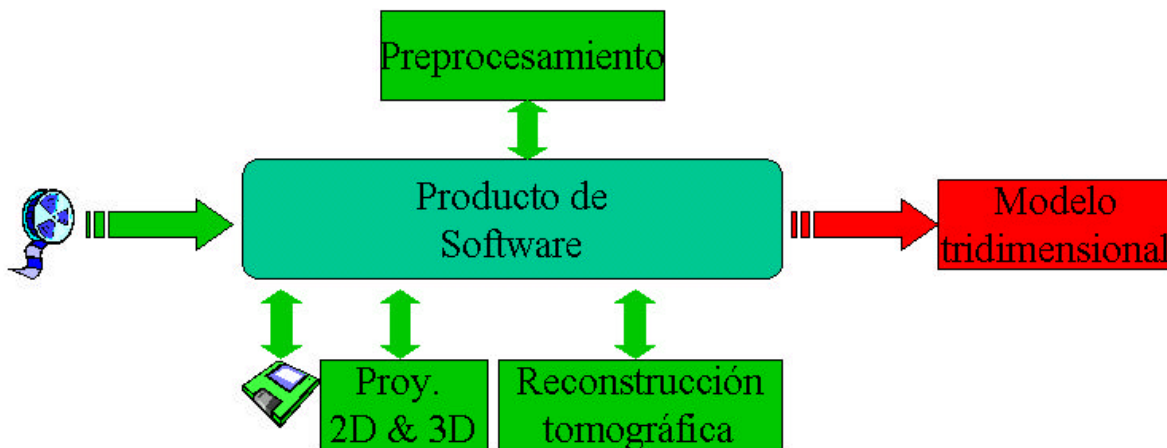 Preprocesamiento
Producto de
Software
Modelo
tridimensional
Proy.
2D & 3D
Reconstrucción
tomográfica